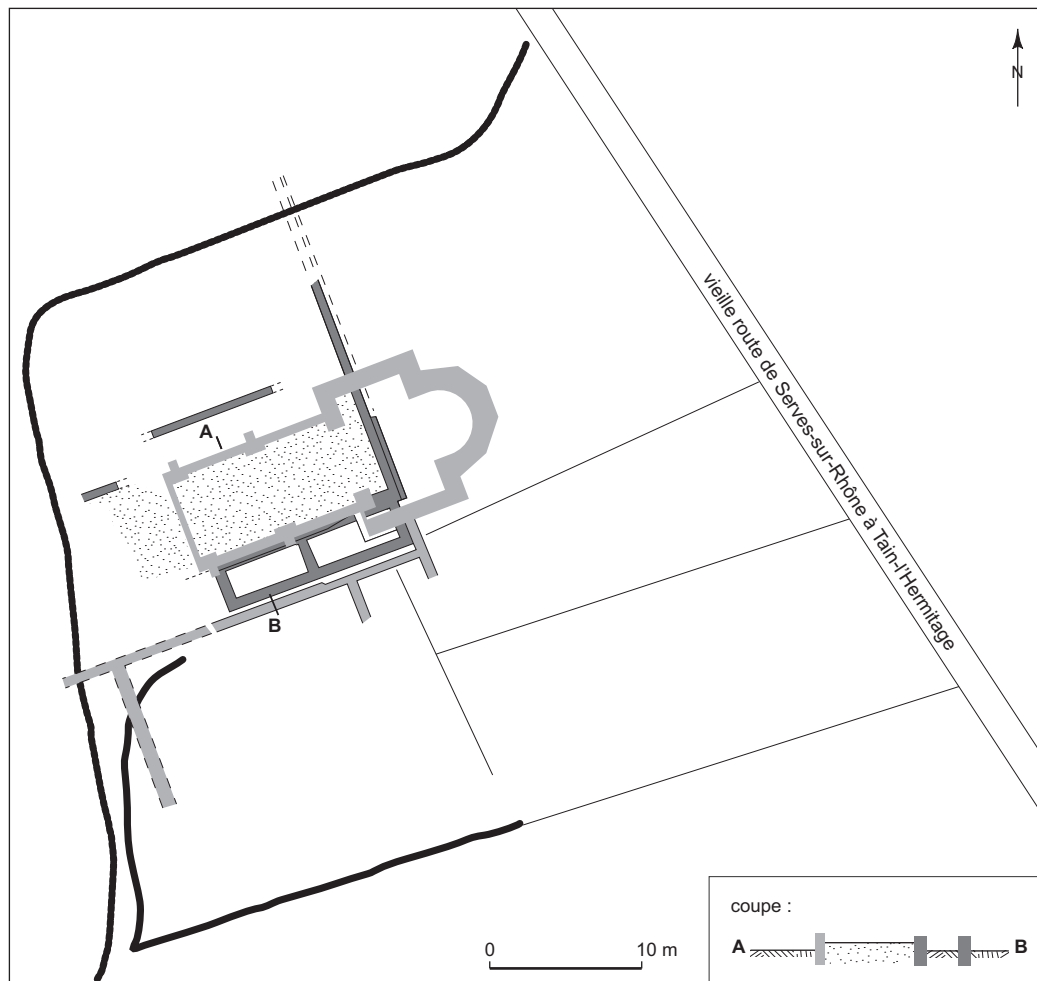 N
vieille route de Serves-sur-Rhône à Tain-l'Hermitage
A
B
0 10 m
coupe :
A B